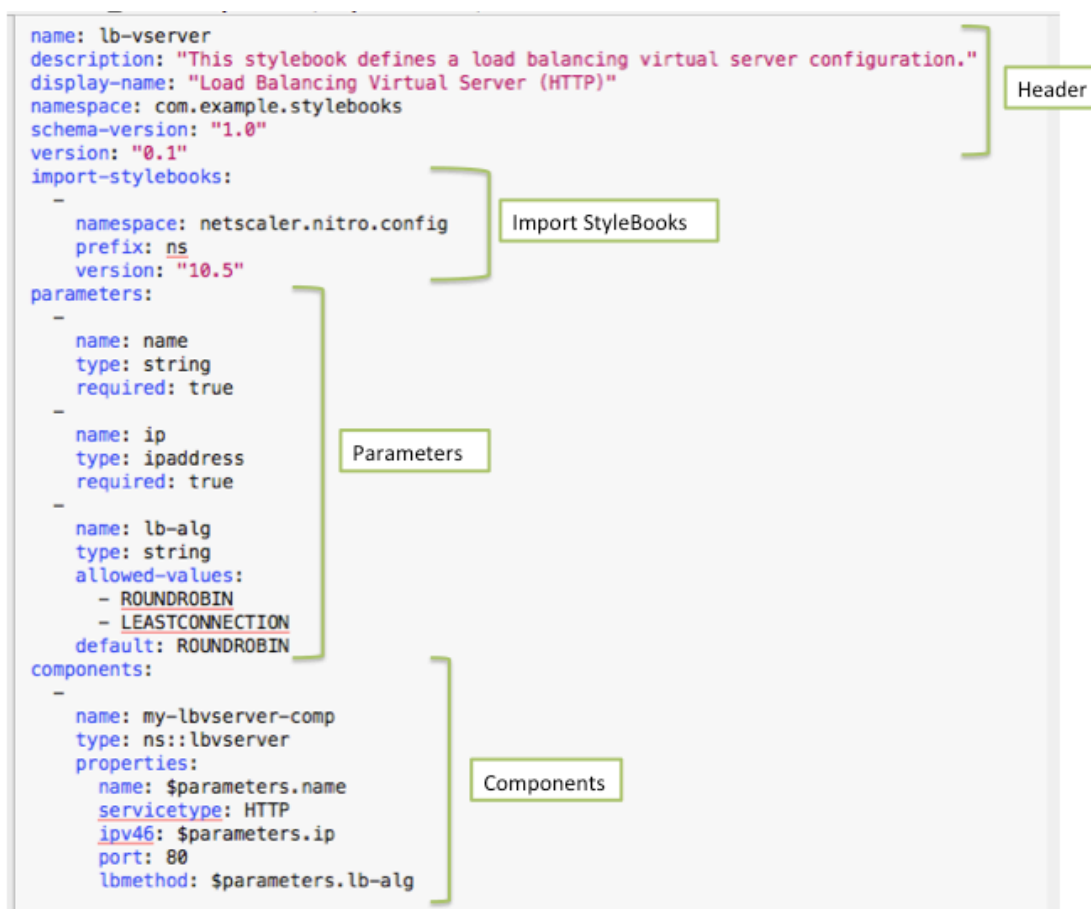 name: lb-vserver
description: "This stylebook defines a load balancing virtual server configuration."
display-name: "Load Balancing Virtual Server (HTTP)"
namespace: com.example.stylebooks
schema-version: "1.0"
version: "0.1"
Header
import-stylebooks:
  -
    namespace: netscaler.nitro.config
    prefix: ns
    version: "10.5"
Import StyleBooks
parameters:
  -
    name: name
    type: string
    required: true
  -
    name: ip
    type: ipaddress
    required: true
  -
    name: lb-alg
    type: string
    allowed-values:
      - ROUNDROBIN
      - LEASTCONNECTION
    default: ROUNDROBIN
Parameters
components:
  -
    name: my-lbvserver-comp
    type: ns::lbvserver
    properties:
      name: $parameters.name
      servicetype: HTTP
      ipv46: $parameters.ip
      port: 80
      lbmethod: $parameters.lb-alg
Components